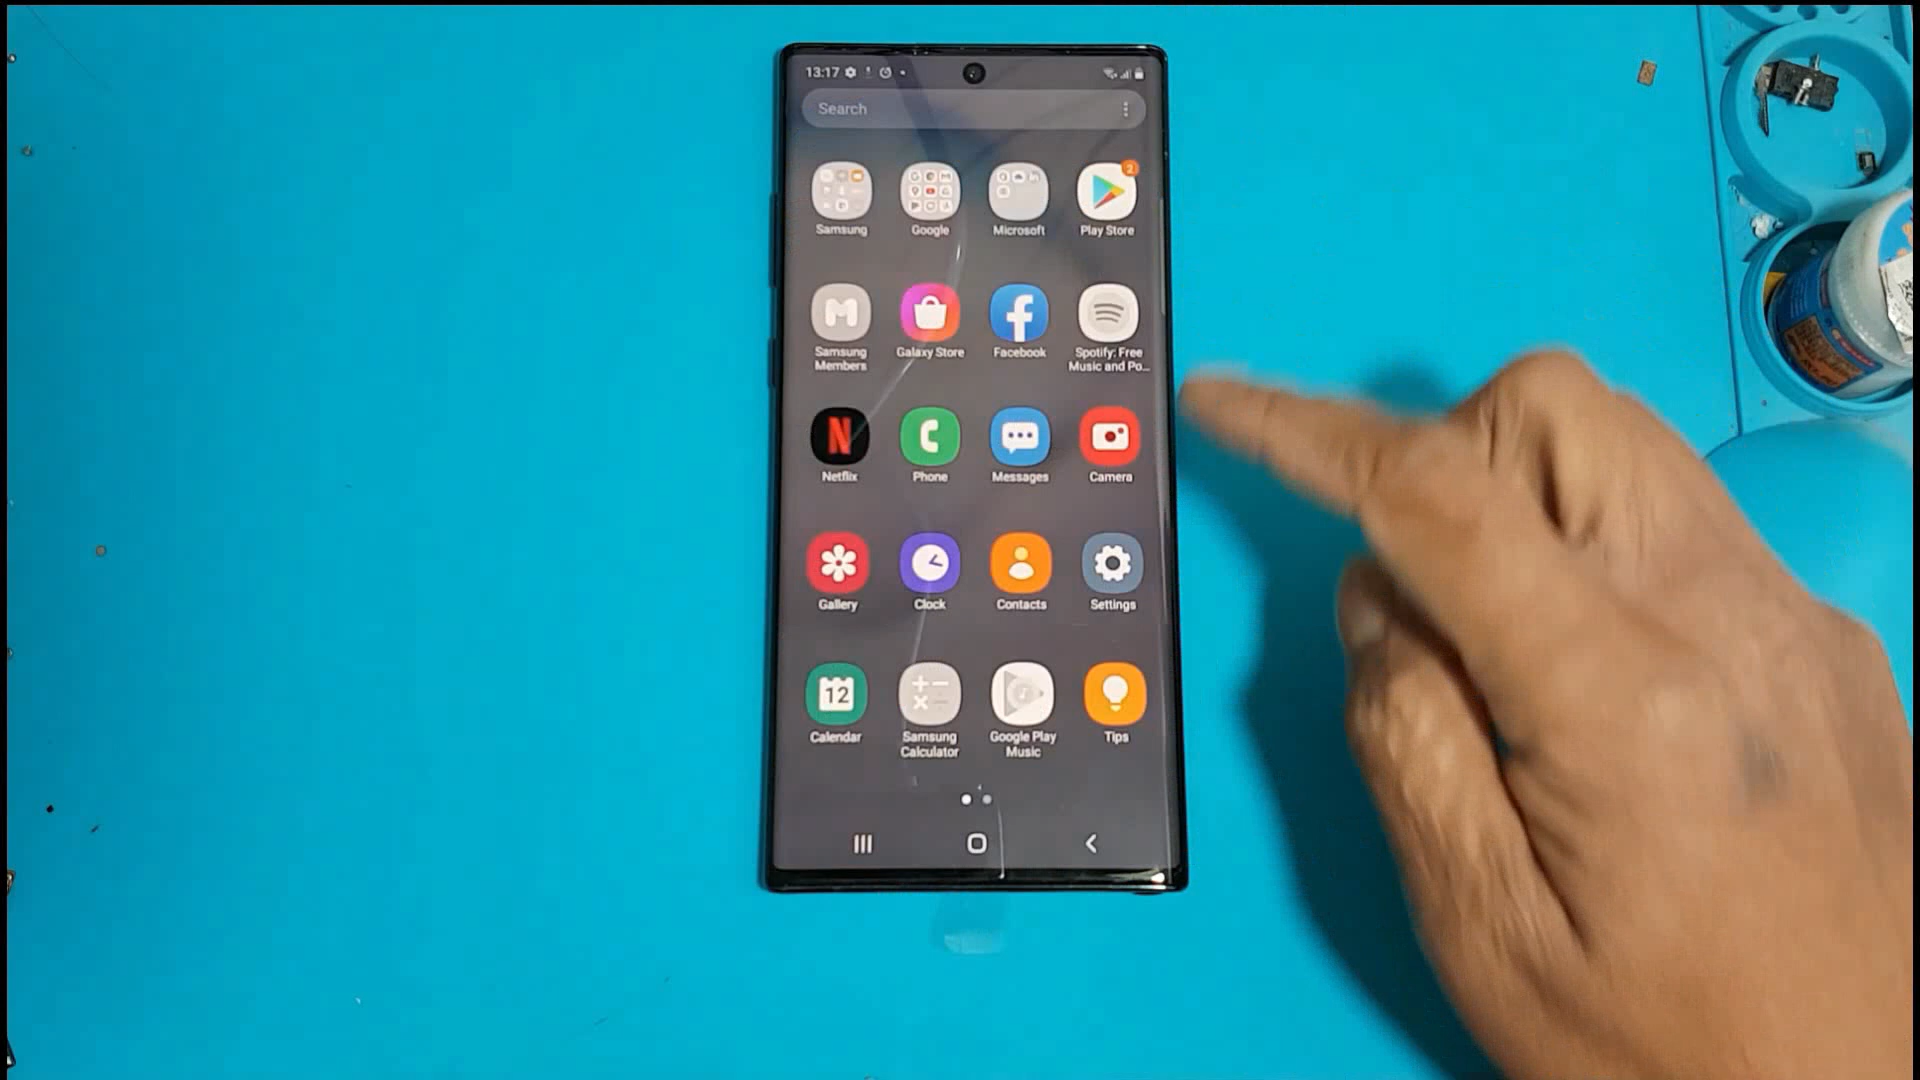 13:17
Search
2
Samsung
Google
Microsoft
Play Store
Samsung
Members
Galaxy Store
Facebook
Spotify: Free
Music and Po...
N
Netflix
Phone
Messages
Camera
Gallery
Clock
Contacts
Settings
12
Calendar
Samsung
Calculator
Google Play
Music
Tips